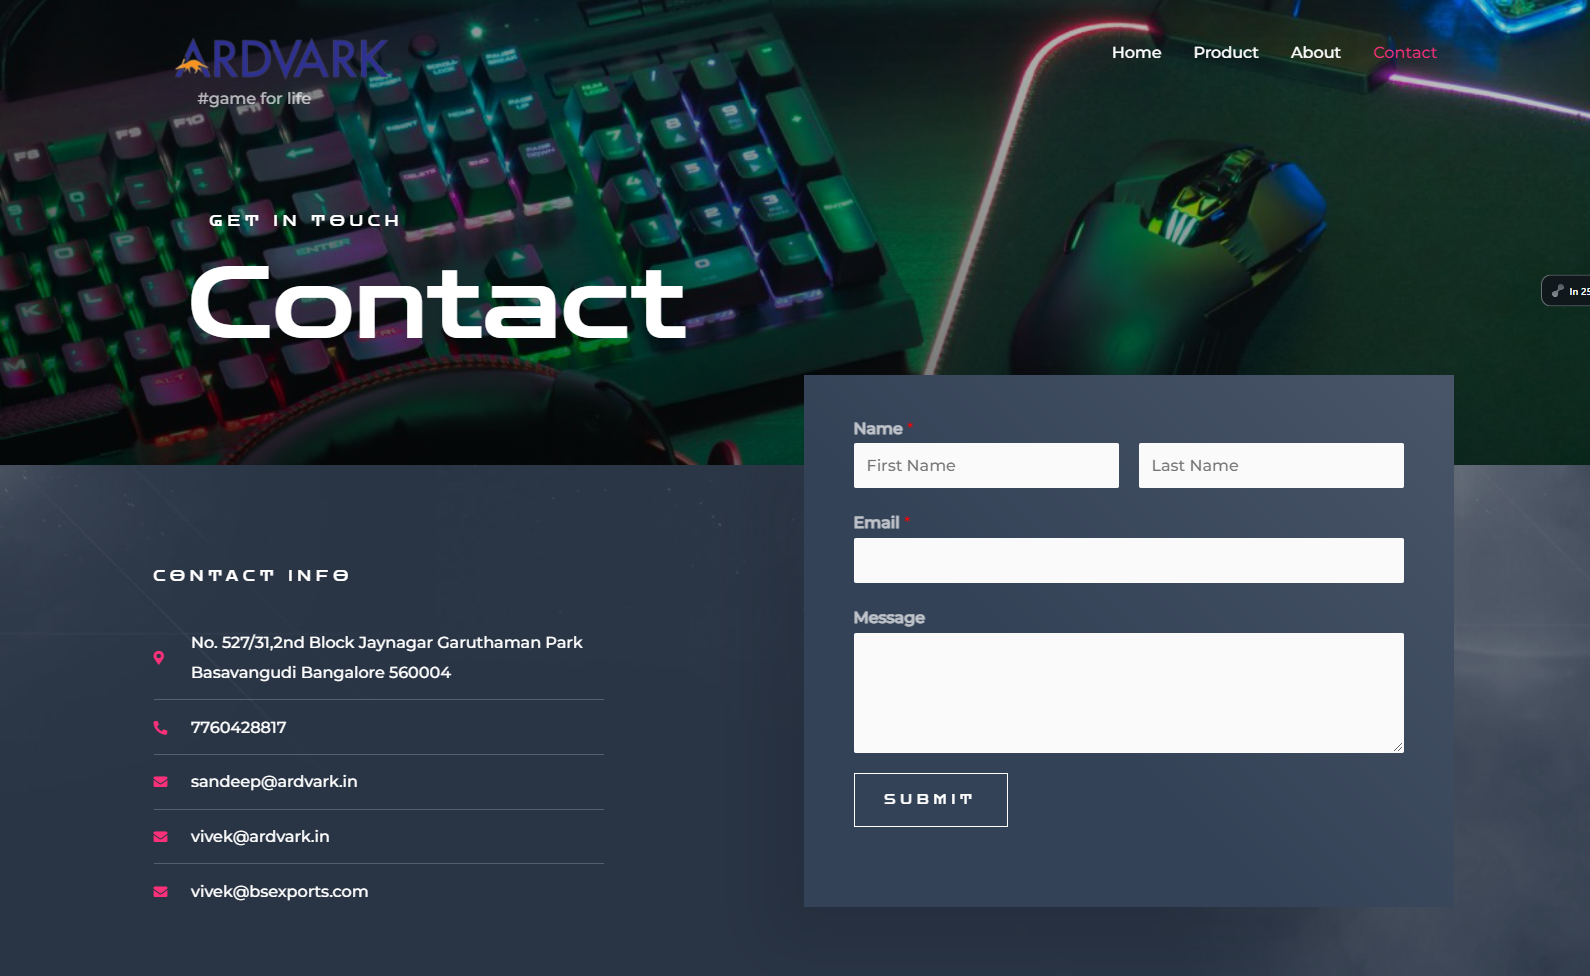 ARDVARK
#game for life
Home Product About Contact
GET IN TOUCH
Contact
CONTACT INFO
No. 527/31,2nd Block Jaynagar Garuthaman Park
Basavangudi Bangalore 560004
7760428817
sandeep@ardvark.in
vivek@ardvark.in
vivek@bsexports.com
Name *
First Name Last Name
Email *
Message
SUBMIT
In 25